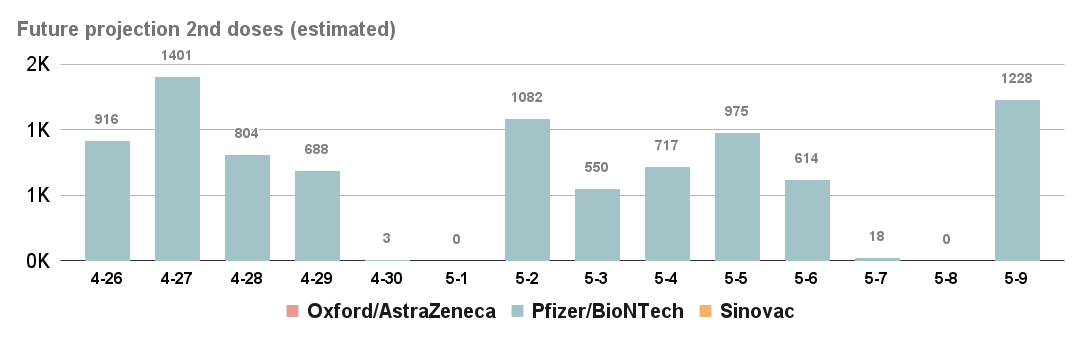 Future projection 2nd doses (estimated)
2K
1K
1K
0K
916
1401
804
688
3
0
1082
550
717
975
614
18
0
1228
4-26 4-27 4-28 4-29 4-30 5-1 5-2 5-3 5-4 5-5 5-6 5-7 5-8 5-9
Oxford/AstraZeneca Pfizer/BioNTech Sinovac